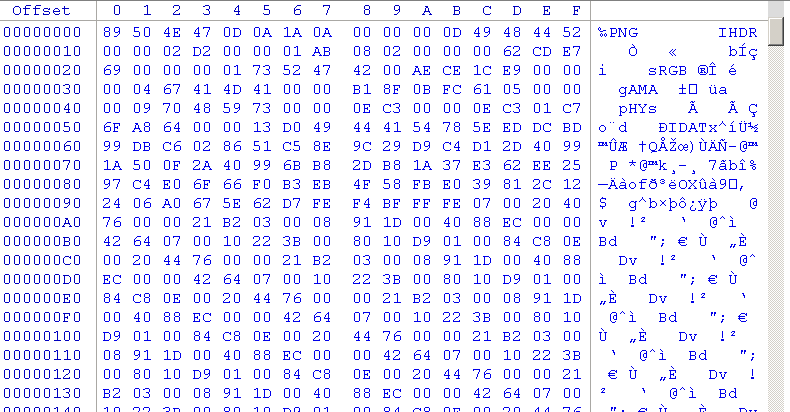 Offset 0 1 2 3 4 5 6 7 8 9 A B C D E F
00000000 89 50 4E 47 0D 0A 1A 0A 00 00 00 0D 49 48 44 52 ‰PNG IHDR
00000010 00 00 02 D2 00 00 01 AB 08 02 00 00 00 62 CD E7 Ò « bÍç
00000020 69 00 00 00 01 73 52 47 42 00 AE CE 1C E9 00 00 i sRGB ®Î é
00000030 00 04 67 41 4D 41 00 00 B1 8F 0B FC 61 05 00 00 gAMA ±□ üa
00000040 00 09 70 48 59 73 00 00 0E C3 00 00 0E C3 01 C7 pHYs Ã Ã Ç
00000050 6F A8 64 00 00 13 D0 49 44 41 54 78 5E ED DC BD o¨d ÐIDATx^íÜ½
00000060 99 DB C6 02 86 51 C5 8E 9C 29 D9 C4 D1 2D 40 99 ™ÛÆ †QÅŽœ)ÙÄÑ-@™
00000070 1A 50 0F 2A 40 99 6B B8 2D B8 1A 37 E3 62 EE 25 P *@™k¸-¸ 7ãbî%
00000080 97 C4 E0 6F 66 F0 B3 EB 4F 58 FB E0 39 81 2C 12 —Äàofð³ëOXûà9□,
00000090 24 06 A0 67 5E 62 D7 FE F4 BF FF FE 07 00 20 40 $ g^b×þô¿ÿþ @
000000A0 76 00 00 21 B2 03 00 08 91 1D 00 40 88 EC 00 00 v !² ‘ @ˆì
000000B0 42 64 07 00 10 22 3B 00 80 10 D9 01 00 84 C8 0E Bd "; € Ù „È
000000C0 00 20 44 76 00 00 21 B2 03 00 08 91 1D 00 40 88 Dv !² ‘ @ˆ
000000D0 EC 00 00 42 64 07 00 10 22 3B 00 80 10 D9 01 00 ì Bd "; € Ù
000000E0 84 C8 0E 00 20 44 76 00 00 21 B2 03 00 08 91 1D „È Dv !² ‘
000000F0 00 40 88 EC 00 00 42 64 07 00 10 22 3B 00 80 10 @ˆì Bd "; €
00000100 D9 01 00 84 C8 0E 00 20 44 76 00 00 21 B2 03 00 Ù „È Dv !²
00000110 08 91 1D 00 40 88 EC 00 00 42 64 07 00 10 22 3B ‘ @ˆì Bd ";
00000120 00 80 10 D9 01 00 84 C8 0E 00 20 44 76 00 00 21 € Ù „È Dv !
00000130 B2 03 00 08 91 1D 00 40 88 EC 00 00 42 64 07 00 ² ‘ @ˆì Bd
00000140 10 22 3B 00 80 10 D9 01 00 84 C8 0E 00 20 44 76 "; € Ù „È Dv